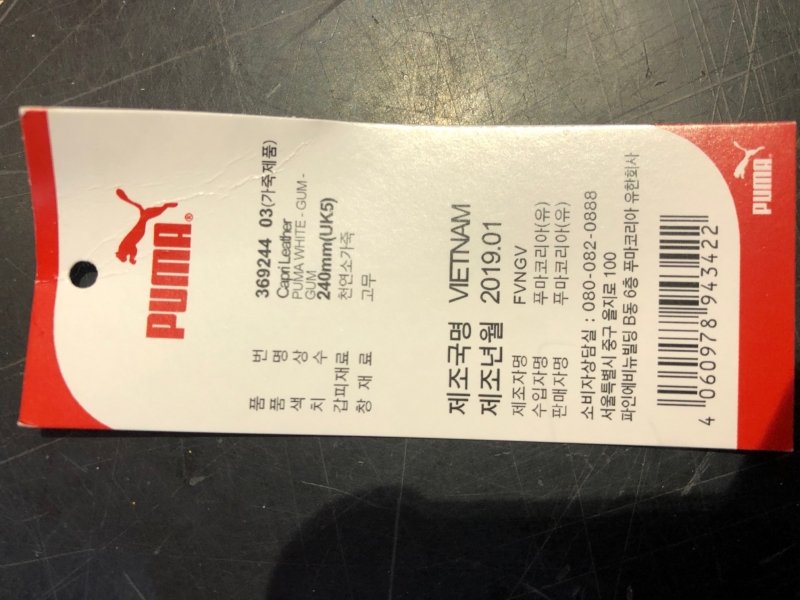 PUMA®
품 번 369244 03(가죽제품)
품 명 Capri Leather
색 상 PUMA WHITE - GUM -
GUM
치 수 240mm(UK5)
갑피재료 천연소가죽
창 재 료 고무
제조국명 VIETNAM
제조년월 2019.01
제조자명 FVNGV
수입자명 푸마코리아(유)
판매자명 푸마코리아(유)
소비자상담실 : 080-082-0888
서울특별시 중구 을지로 100
파인에비뉴빌딩 B동 6층 푸마코리아 유한회사
4 060978 943422
PUMA